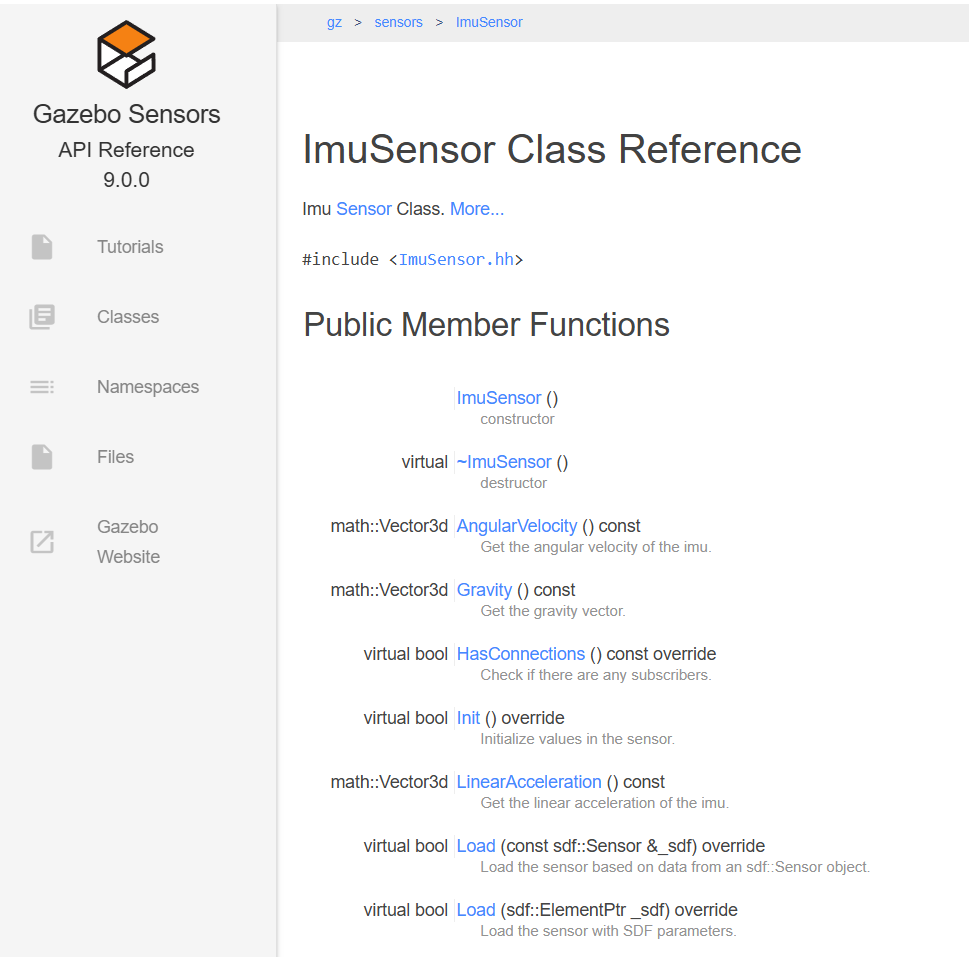 gz > sensors > ImuSensor
Gazebo Sensors
API Reference
9.0.0
Tutorials
Classes
Namespaces
Files
Gazebo
Website
ImuSensor Class Reference
Imu Sensor Class. More...
#include <ImuSensor.hh>
Public Member Functions
ImuSensor ()
constructor
virtual ~ImuSensor ()
destructor
math::Vector3d AngularVelocity () const
Get the angular velocity of the imu.
math::Vector3d Gravity () const
Get the gravity vector.
virtual bool HasConnections () const override
Check if there are any subscribers.
virtual bool Init () override
Initialize values in the sensor.
math::Vector3d LinearAcceleration () const
Get the linear acceleration of the imu.
virtual bool Load (const sdf::Sensor &_sdf) override
Load the sensor based on data from an sdf::Sensor object.
virtual bool Load (sdf::ElementPtr _sdf) override
Load the sensor with SDF parameters.